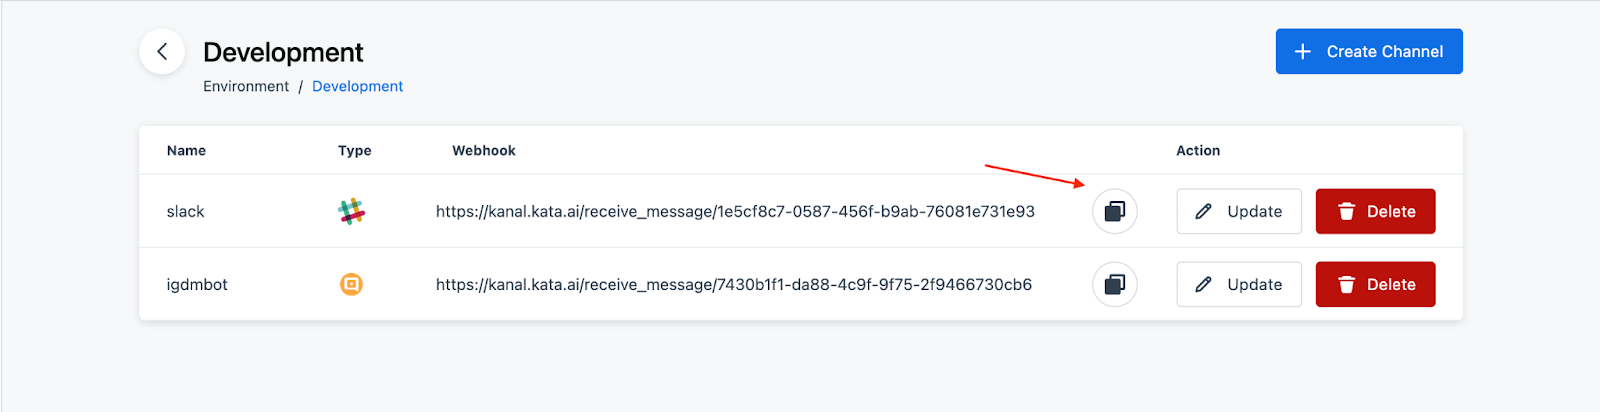 Development
Create Channel
Environment / Development
Name Type Webhook Action
slack https://kanal.kata.ai/receive_message/1e5cf8c7-0587-456f-b9ab-76081e731e93 Update Delete
igdmbot https://kanal.kata.ai/receive_message/7430b1f1-da88-4c9f-9f75-2f9466730cb6 Update Delete